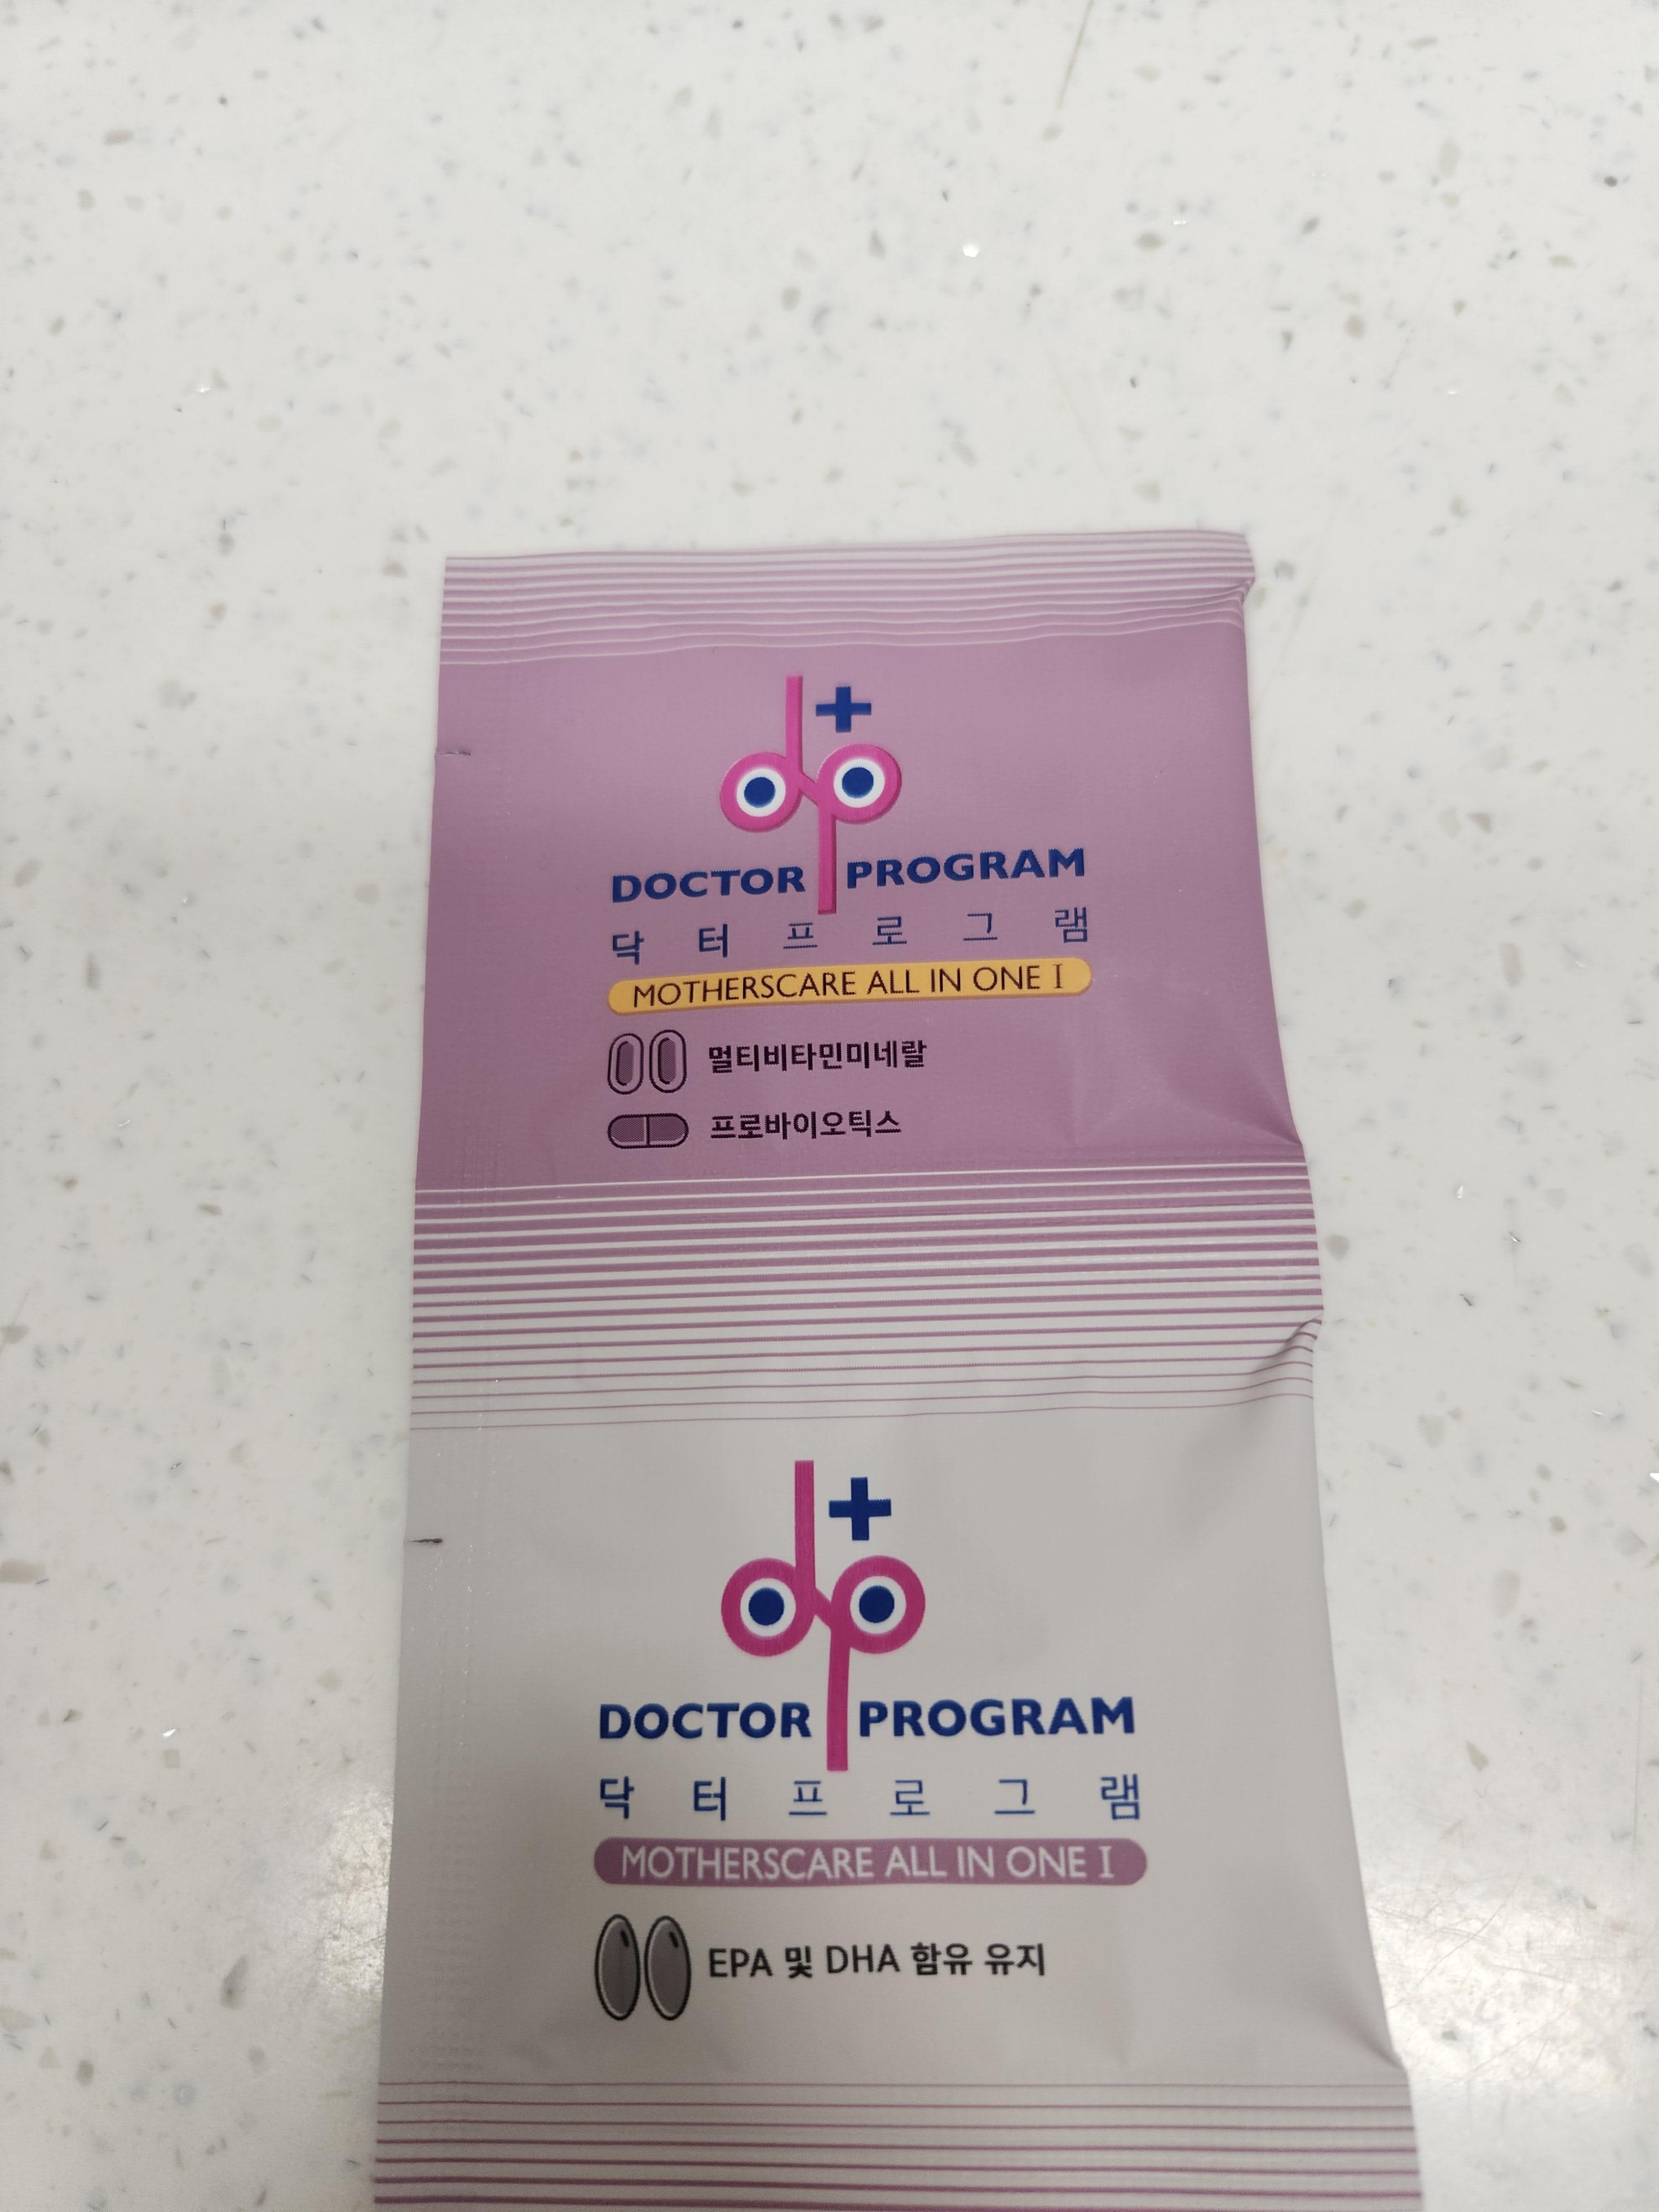 DOCTOR PROGRAM
닥터프로그램
MOTHERSCARE ALL IN ONE I
멀티비타민미네랄
프로바이오틱스
DOCTOR PROGRAM
닥터프로그램
MOTHERSCARE ALL IN ONE I
EPA 및 DHA 함유 유지